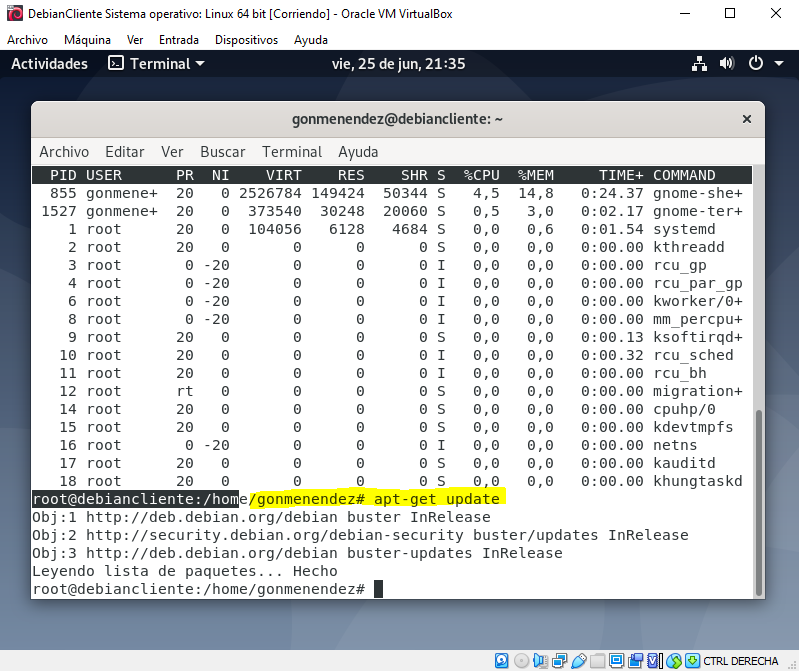 DebianCliente Sistema operativo: Linux 64 bit [Corriendo] - Oracle VM VirtualBox
Archivo Máquina Ver Entrada Dispositivos Ayuda
Actividades Terminal vie, 25 de jun, 21:35
gonmenendez@debiancliente: ~
Archivo Editar Ver Buscar Terminal Ayuda
PID USER PR NI VIRT RES SHR S %CPU %MEM TIME+ COMMAND
855 gonmene+ 20 0 2526784 149424 50344 S 4,5 14,8 0:24.37 gnome-she+
1527 gonmene+ 20 0 373540 30248 20060 S 0,5 3,0 0:02.17 gnome-ter+
1 root 20 0 104056 6128 4684 S 0,0 0,6 0:01.54 systemd
2 root 20 0 0 0 0 S 0,0 0,0 0:00.00 kthreadd
3 root 0 -20 0 0 0 I 0,0 0,0 0:00.00 rcu_gp
4 root 0 -20 0 0 0 I 0,0 0,0 0:00.00 rcu_par_gp
6 root 0 -20 0 0 0 I 0,0 0,0 0:00.00 kworker/0+
8 root 0 -20 0 0 0 I 0,0 0,0 0:00.00 mm_percpu+
9 root 20 0 0 0 0 S 0,0 0,0 0:00.13 ksoftirqd+
10 root 20 0 0 0 0 I 0,0 0,0 0:00.32 rcu_sched
11 root 20 0 0 0 0 I 0,0 0,0 0:00.00 rcu_bh
12 root rt 0 0 0 0 S 0,0 0,0 0:00.00 migration+
14 root 20 0 0 0 0 S 0,0 0,0 0:00.00 cpuhp/0
15 root 20 0 0 0 0 S 0,0 0,0 0:00.00 kdevtmpfs
16 root 0 -20 0 0 0 I 0,0 0,0 0:00.00 netns
17 root 20 0 0 0 0 S 0,0 0,0 0:00.00 kauditd
18 root 20 0 0 0 0 S 0,0 0,0 0:00.00 khungtaskd
root@debiancliente:/home/gonmenendez# apt-get update
Obj:1 http://deb.debian.org/debian buster InRelease
Obj:2 http://security.debian.org/debian-security buster/updates InRelease
Obj:3 http://deb.debian.org/debian buster-updates InRelease
Leyendo lista de paquetes... Hecho
root@debiancliente:/home/gonmenendez#
CTRL DERECHA